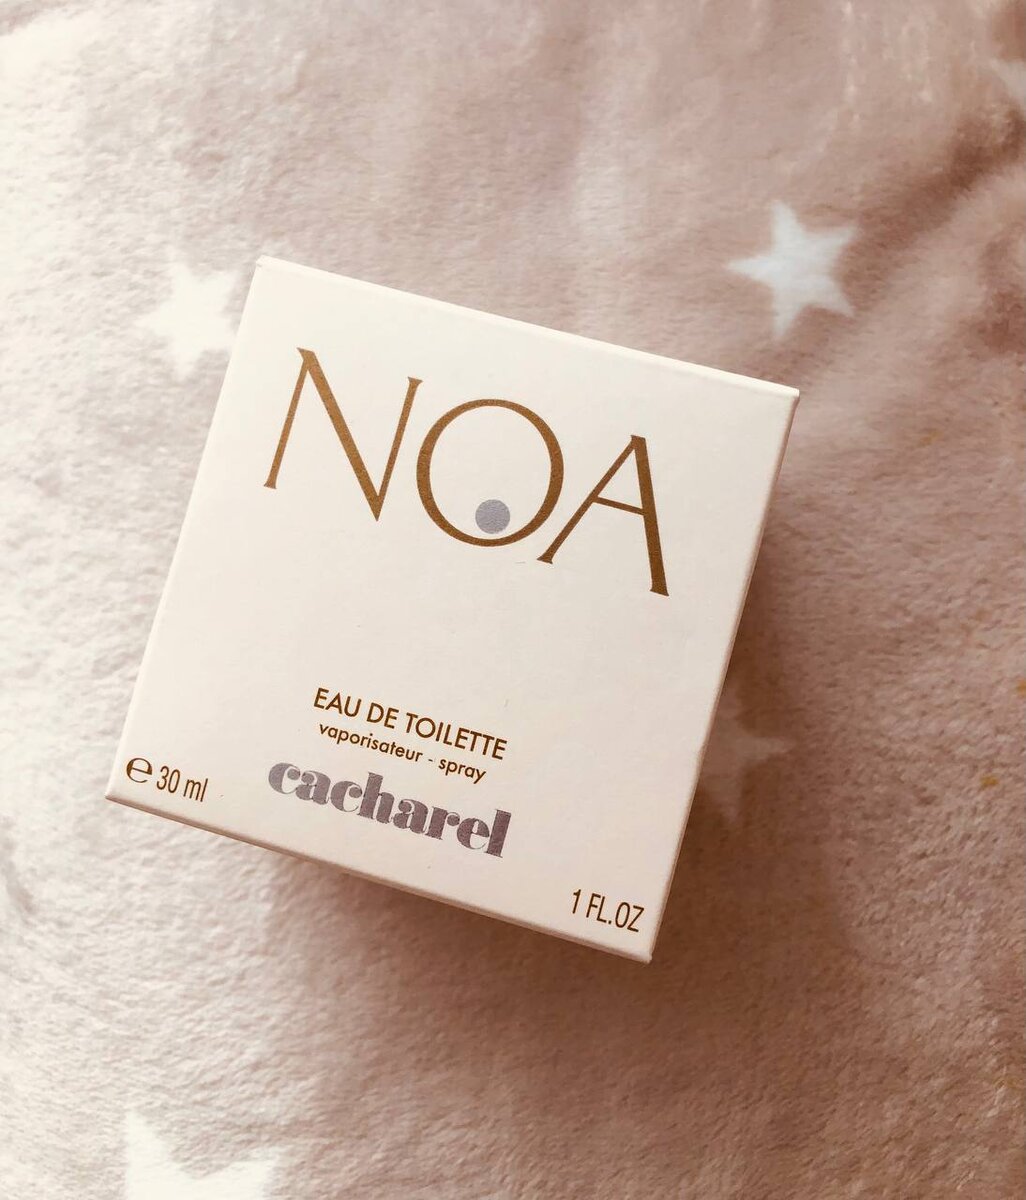 NOA
EAU DE TOILETTE
vaporisateur - spray
cacharel
℮ 30 ml
1 FL.OZ